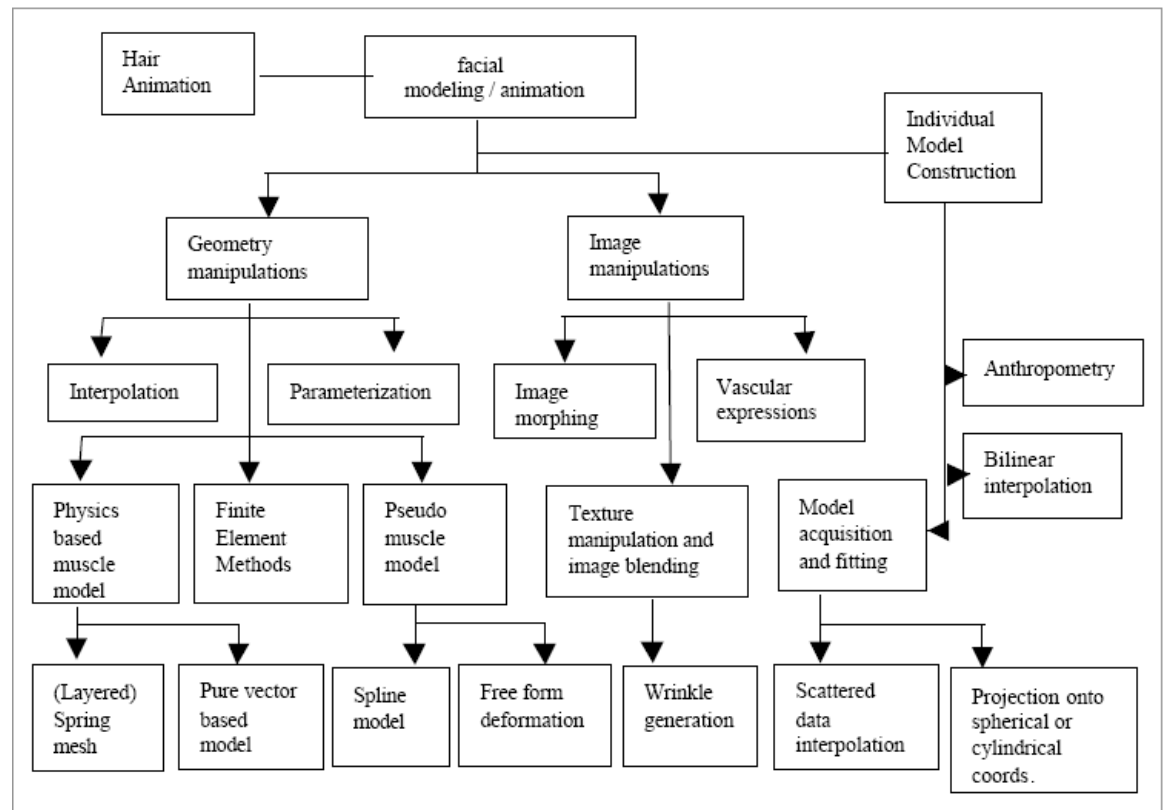 Hair
Animation
facial
modeling / animation
Individual
Model
Construction
Geometry
manipulations
Image
manipulations
Interpolation
Parameterization
Image
morphing
Vascular
expressions
Anthropometry
Bilinear
interpolation
Physics
based
muscle
model
Finite
Element
Methods
Pseudo
muscle
model
Texture
manipulation and
image blending
Model
acquisition
and fitting
(Layered)
Spring
mesh
Pure vector
based
model
Spline
model
Free form
deformation
Wrinkle
generation
Scattered
data
interpolation
Projection onto
spherical or
cylindrical
coords.